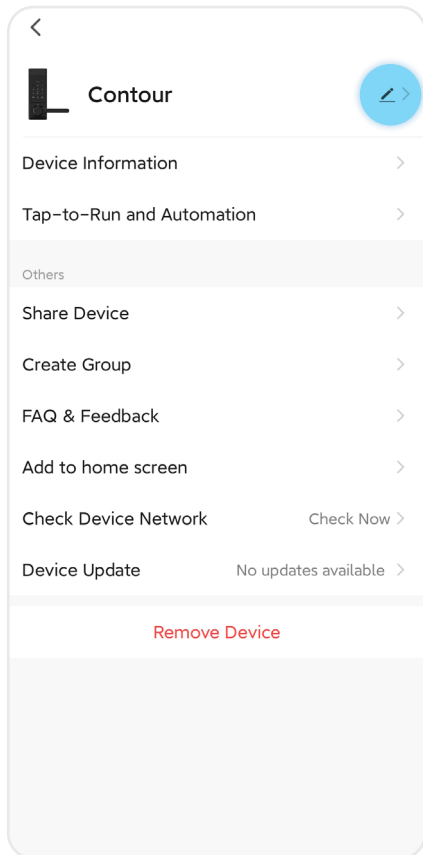 Contour
Device Information
Tap-to-Run and Automation
Others
Share Device
Create Group
FAQ & Feedback
Add to home screen
Check Device Network Check Now
Device Update No updates available
Remove Device